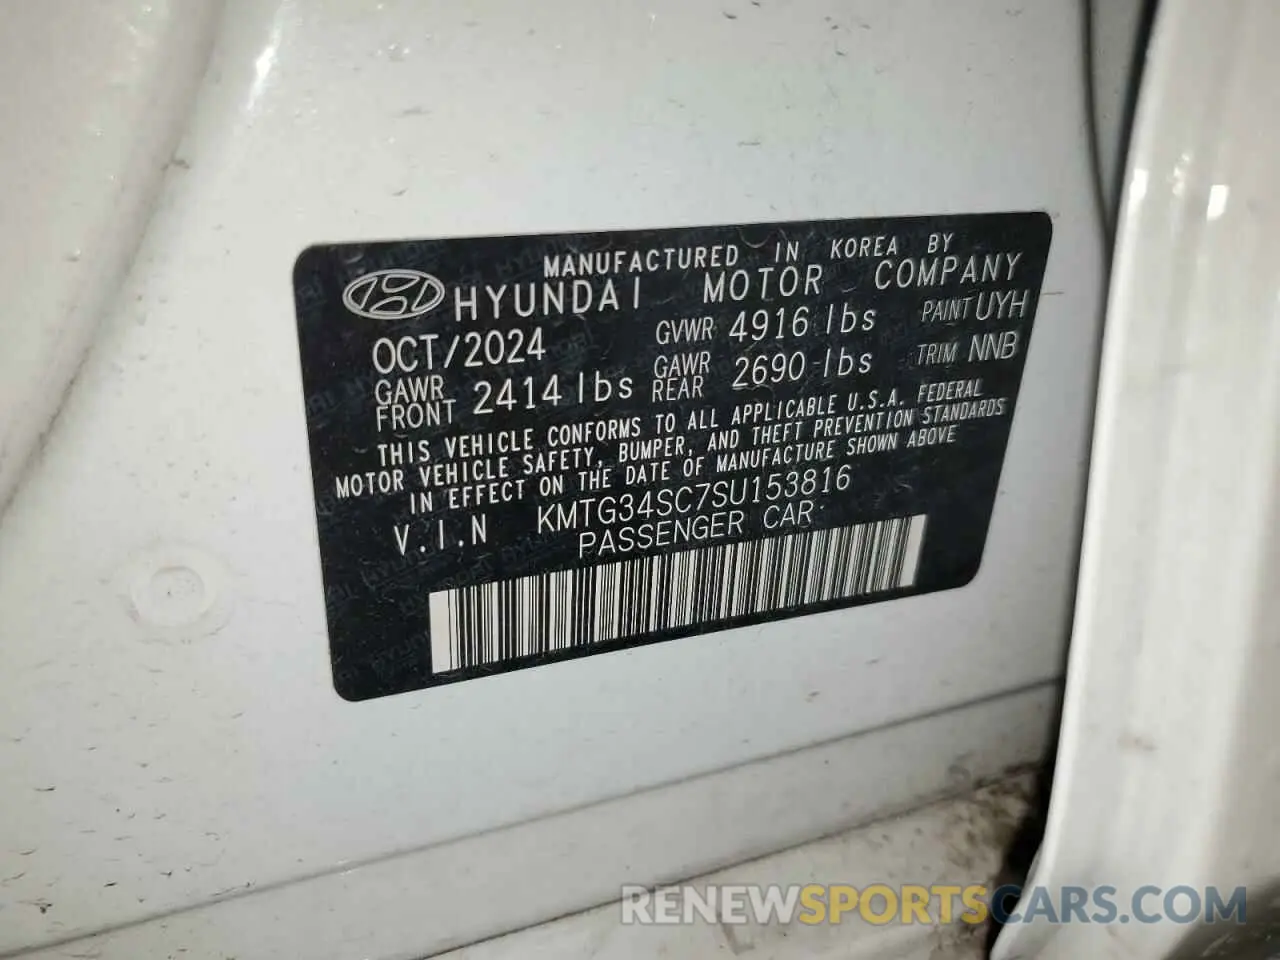 MANUFACTURED IN KOREA BY
HYUNDAI MOTOR COMPANY
OCT/2024 GVWR 4916 lbs PAINT UYH
GAWR FRONT 2414 lbs GAWR REAR 2690 lbs TRIM NNB
THIS VEHICLE CONFORMS TO ALL APPLICABLE U.S.A. FEDERAL
MOTOR VEHICLE SAFETY, BUMPER, AND THEFT PREVENTION STANDARDS
IN EFFECT ON THE DATE OF MANUFACTURE SHOWN ABOVE
V.I.N KMTG34SC7SU153816
PASSENGER CAR
RENEWSPORTSCARS.COM